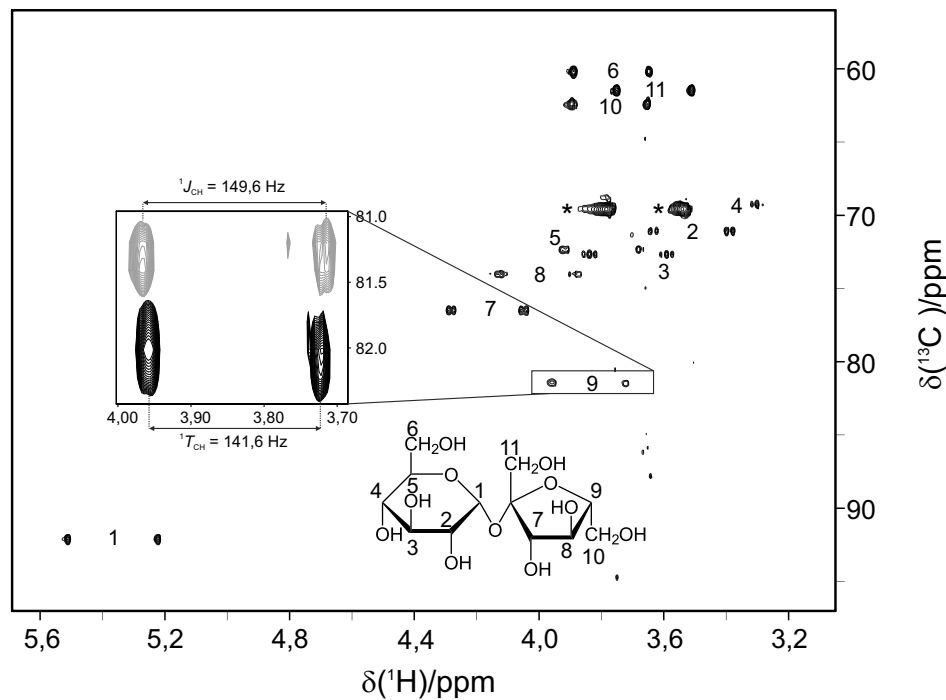 60
6
11
10
¹J_CH = 149,6 Hz
4
*
*
70
2
81.0
5
3
8
81.5
7
82.0
80
9
4,00
3,90
3,80
3,70
¹T_CH = 141,6 Hz
6
CH₂OH
11
CH₂OH
5
O
O
9
4
OH
1
HO
2
7
OH
3
O
8
OH
OH
10
CH₂OH
OH
90
1
5,6
5,2
4,8
4,4
4,0
3,6
3,2
δ(¹H)/ppm
δ(¹³C )/ppm